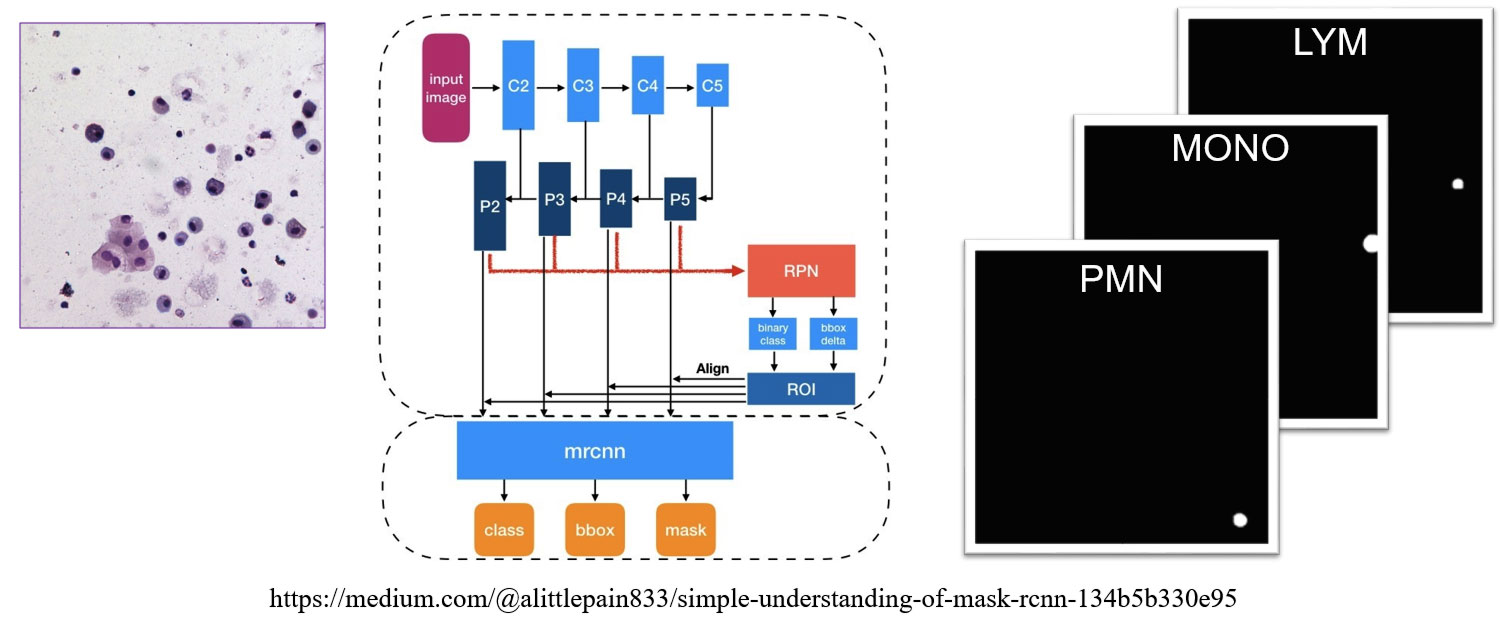 input
image
C2
C3
C4
C5
P2
P3
P4
P5
RPN
binary
class
bbox
delta
Align
ROI
mrcnn
class
bbox
mask
LYM
MONO
PMN
https://medium.com/@alittlepain833/simple-understanding-of-mask-rcnn-134b5b330e95